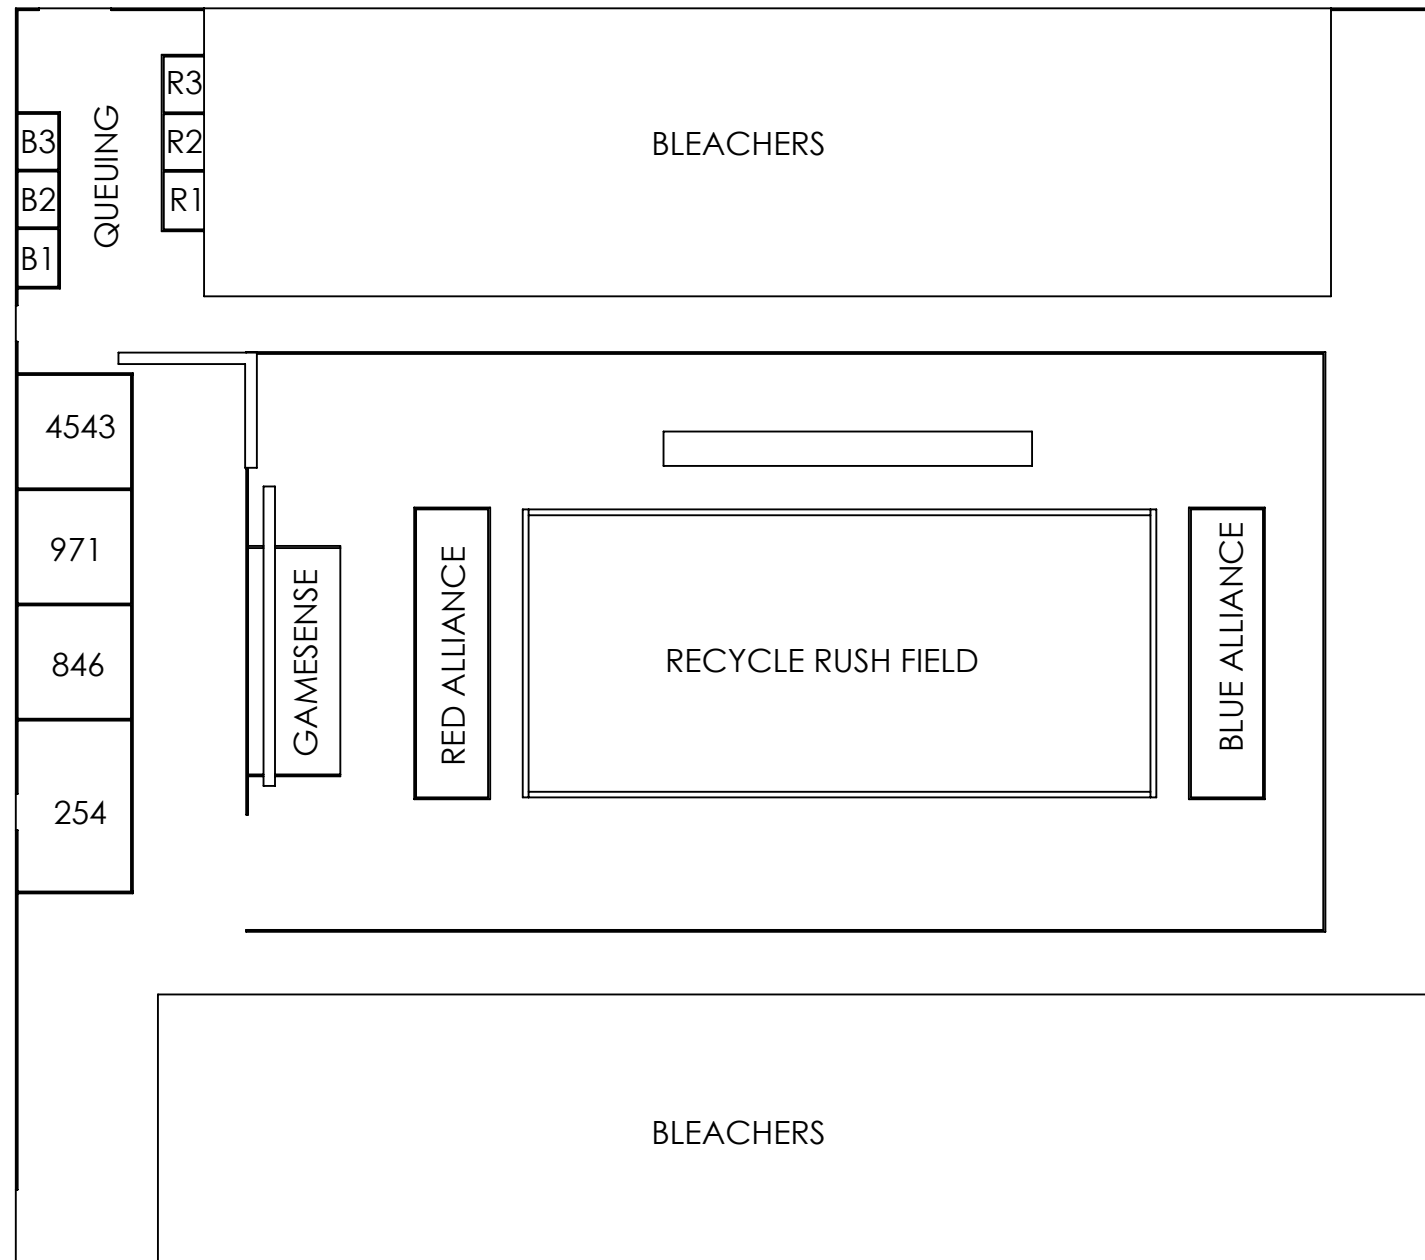 R3
BLEACHERS
B3
QUEUING
R2
B2
R1
B1
4543
971
846
254
GAMESENSE
RED ALLIANCE
RECYCLE RUSH FIELD
BLUE ALLIANCE
BLEACHERS